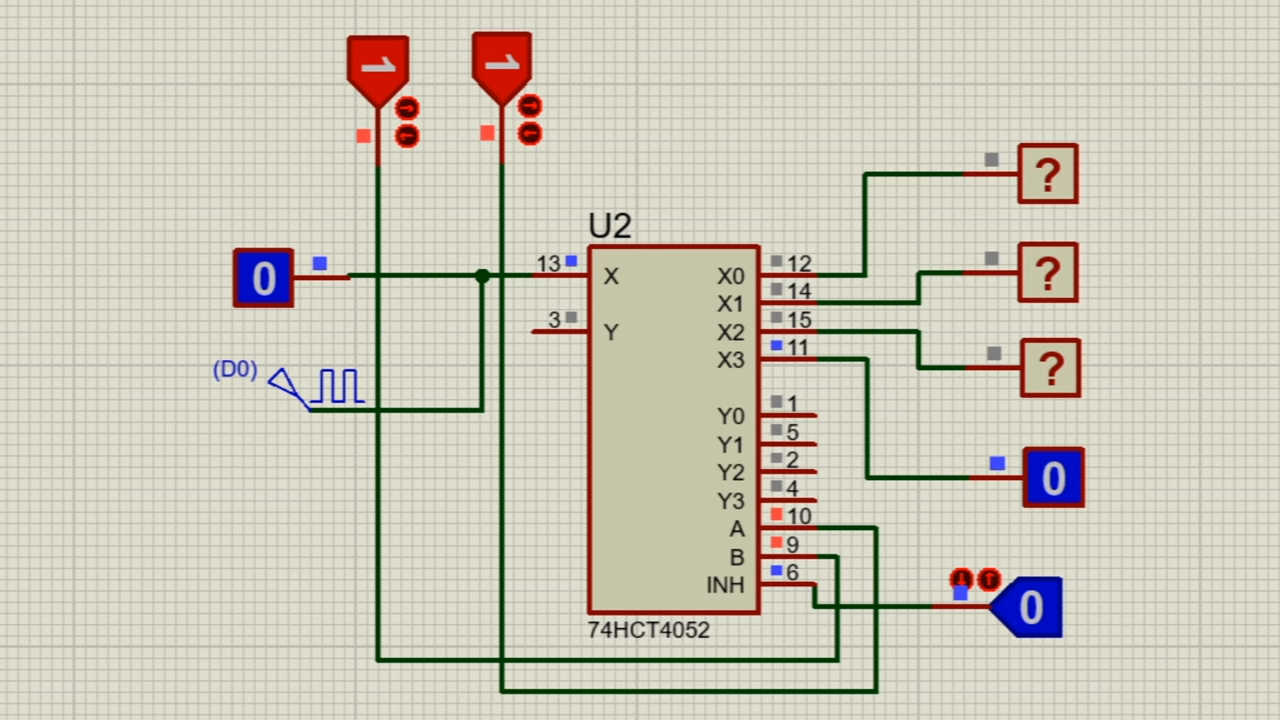 1 1
U2
?
0 13 X X0 12 ?
X1 14
3 Y X2 15
X3 11 ?
(D0)
Y0 1
Y1 5
Y2 2 0
Y3 4
A 10
B 9
INH 6 0
74HCT4052